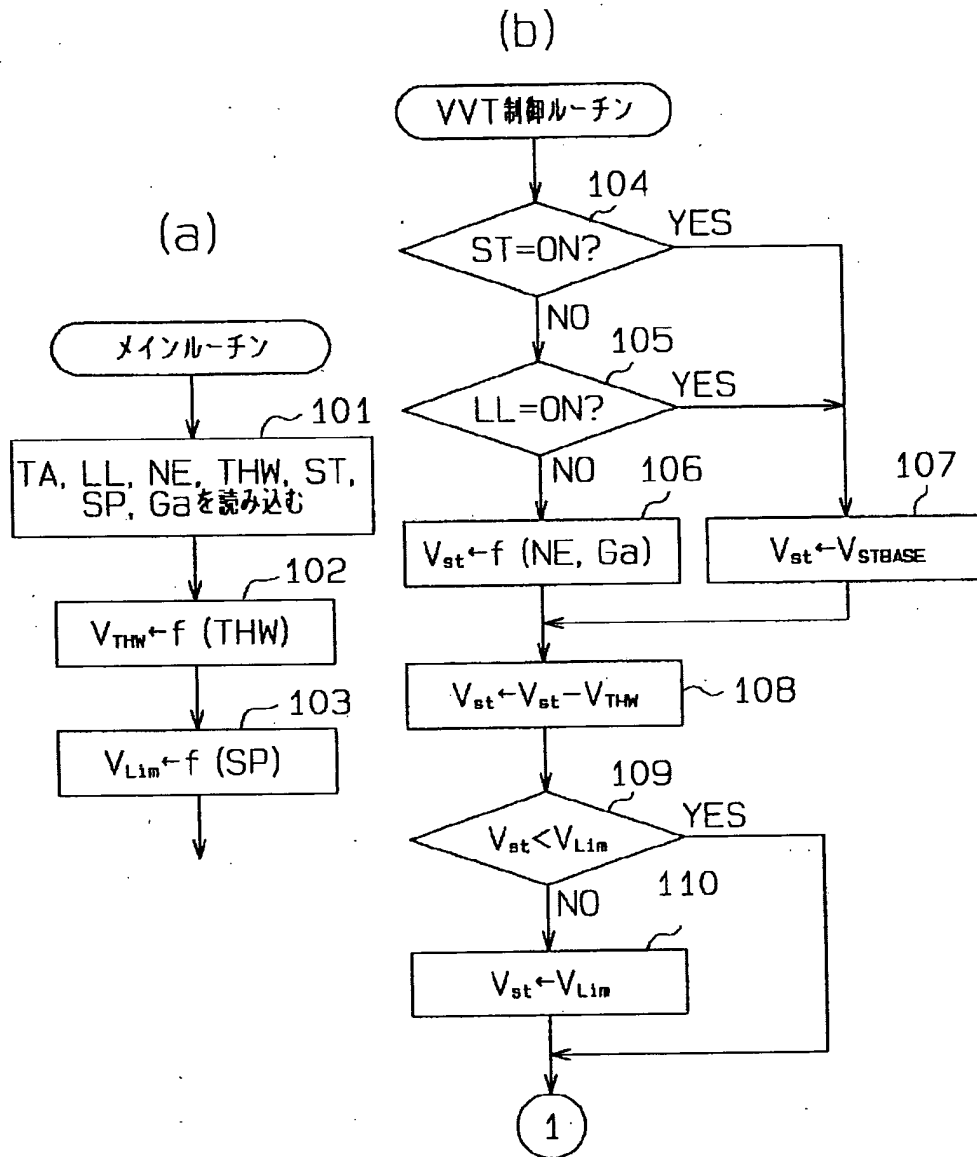 (a)
メインルーチン
101
TA, LL, NE, THW, ST,
SP, Gaを読み込む
102
VTHW←f (THW)
103
VLim←f (SP)
(b)
VVT制御ルーチン
104
ST=ON?
YES
NO
105
LL=ON?
YES
NO
106
Vst←f (NE, Ga)
107
Vst←VSTBASE
108
Vst←Vst−VTHW
109
Vst<VLim
YES
NO
110
Vst←VLim
1